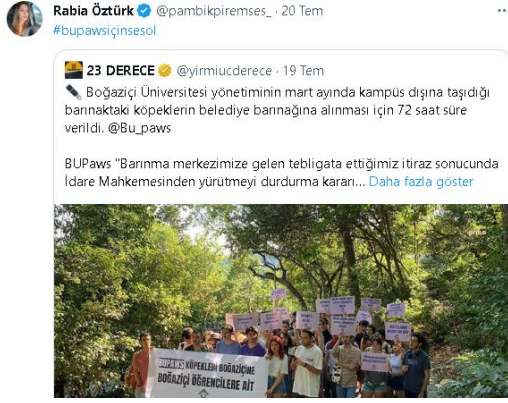 Rabia Öztürk @pambikpiremses_ · 20 Tem
#bupawsiçinsesol
23 DERECE @yirmiucderece · 19 Tem
Boğaziçi Üniversitesi yönetiminin mart ayında kampüs dışına taşıdığı
barınaktaki köpeklerin belediye barınağına alınması için 72 saat süre
verildi. @Bu_paws
BUPaws "Barınma merkezimize gelen tebligata ettiğimiz itiraz sonucunda
İdare Mahkemesinden yürütmeyi durdurma kararı... Daha fazla göster
BUPAWS KÖPEKLERİ BOĞAZİÇİNE
BOĞAZİÇİ ÖĞRENCİLERE AİT